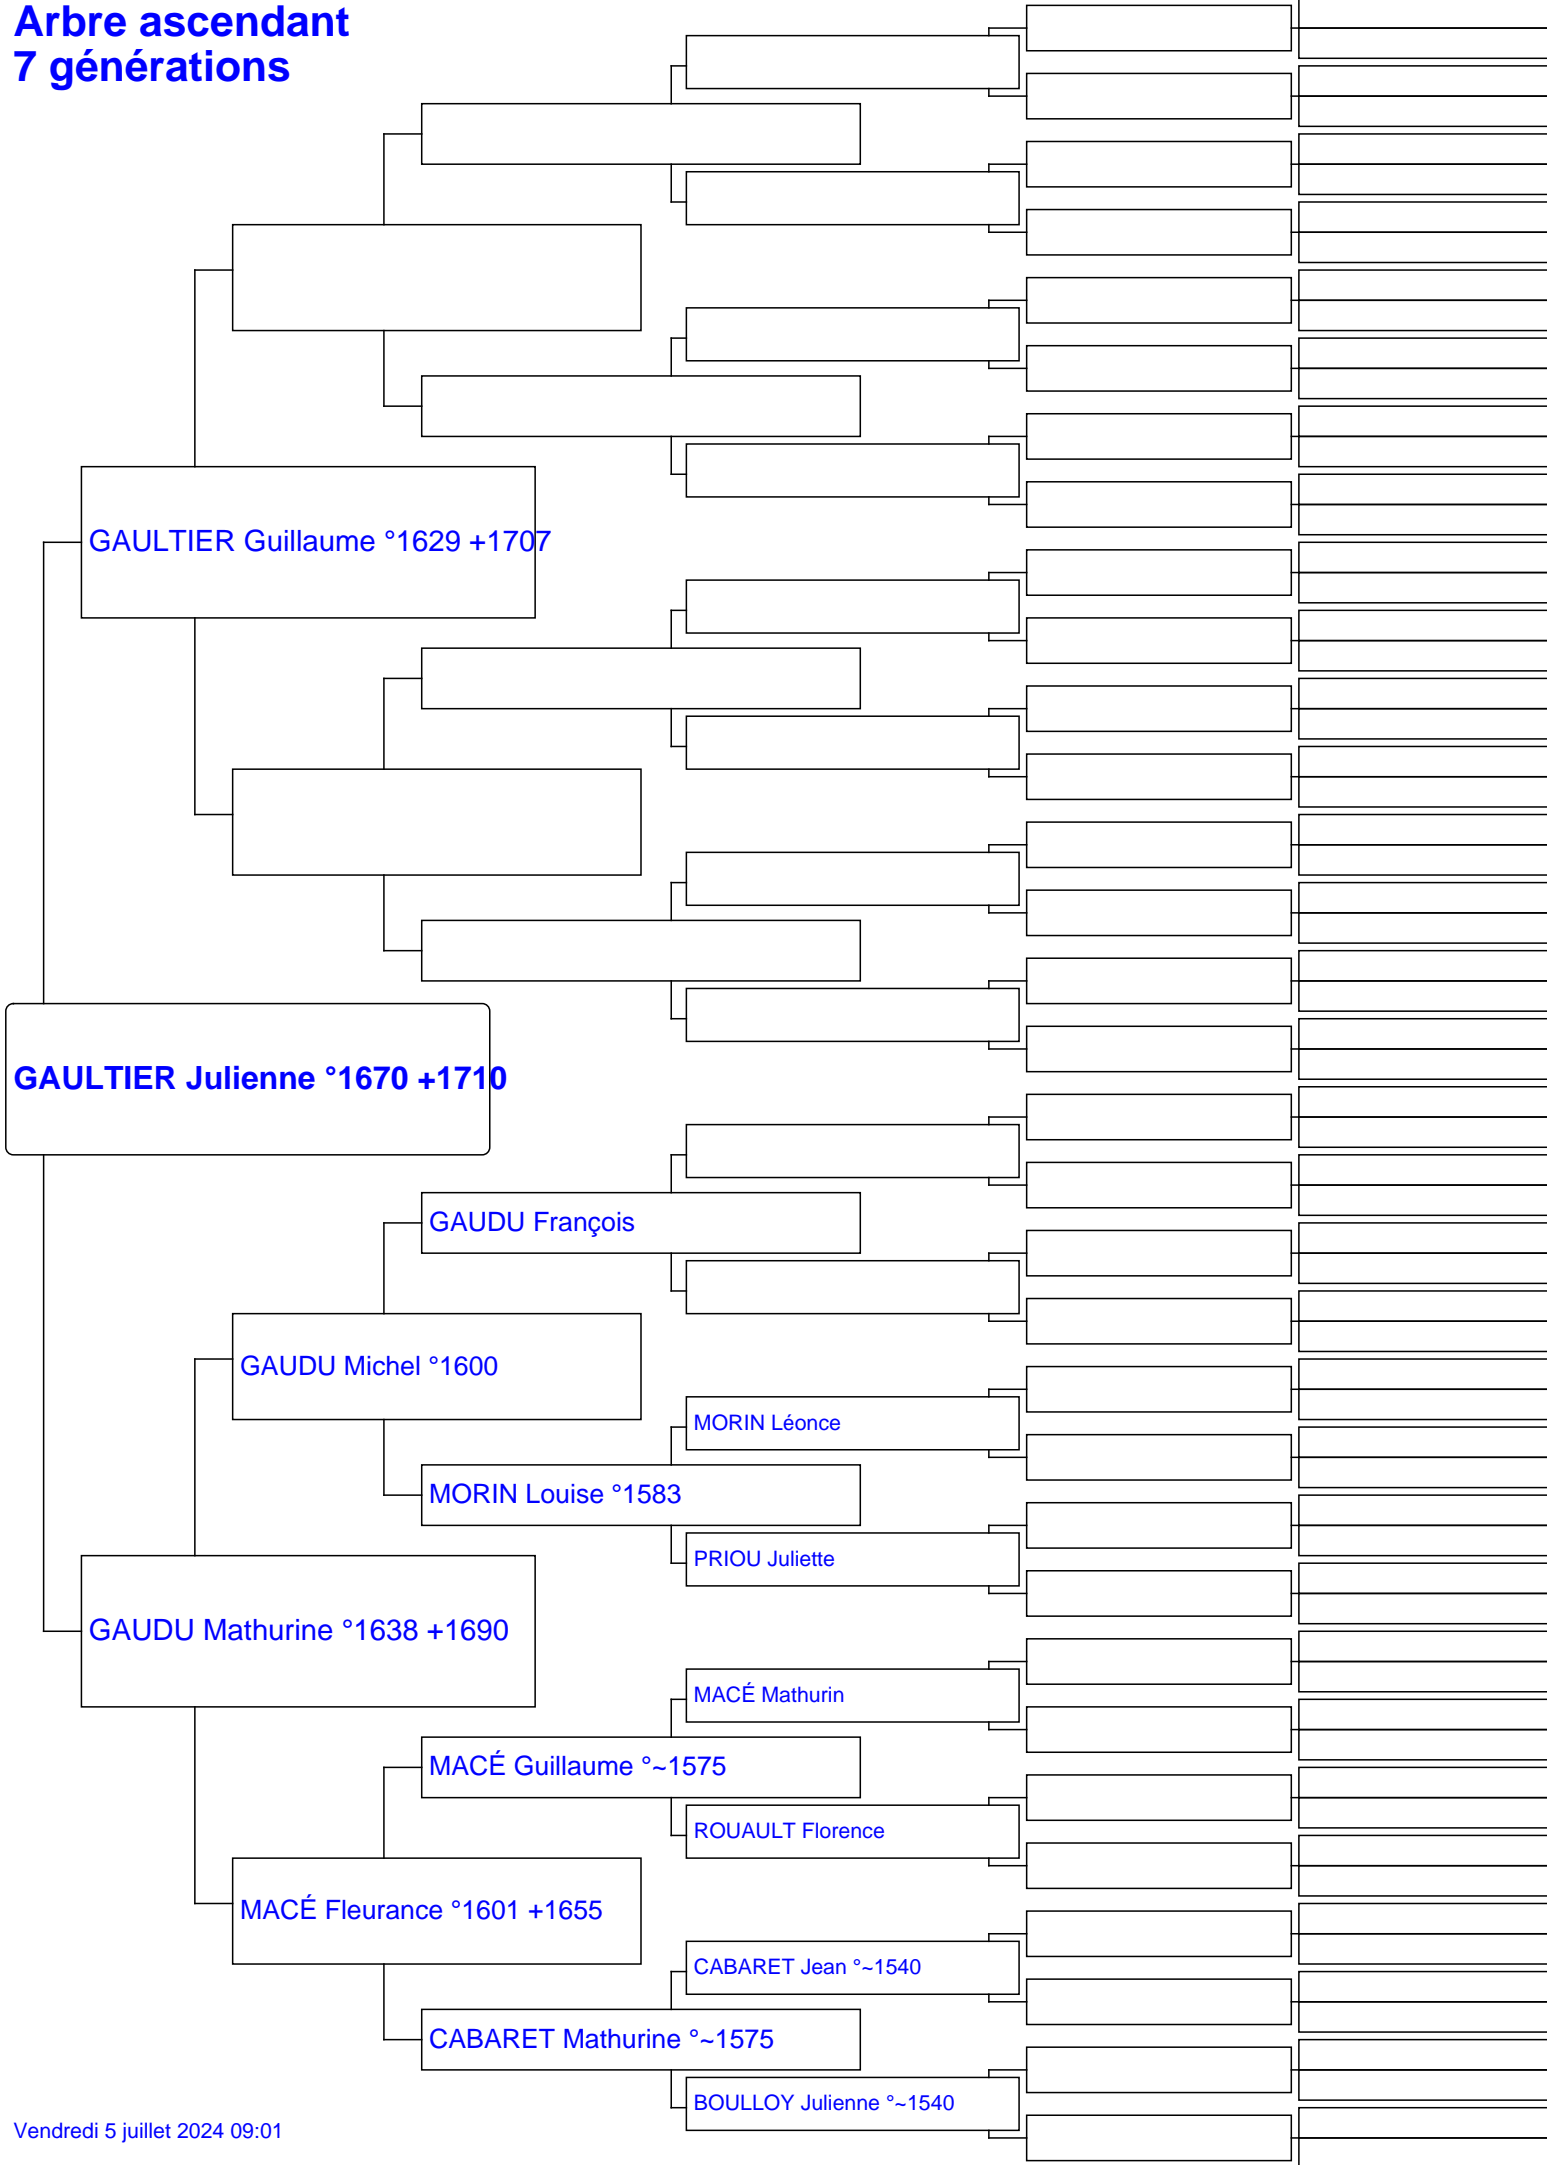 Arbre ascendant
7 générations
GAULTIER Guillaume °1629 +1707
GAULTIER Julienne °1670 +1710
GAUDU François
GAUDU Michel °1600
MORIN Léonce
MORIN Louise °1583
PRIOU Juliette
GAUDU Mathurine °1638 +1690
MACÉ Mathurin
MACÉ Guillaume °~1575
ROUAULT Florence
MACÉ Fleurance °1601 +1655
CABARET Jean °~1540
CABARET Mathurine °~1575
BOULLOY Julienne °~1540
Vendredi 5 juillet 2024 09:01